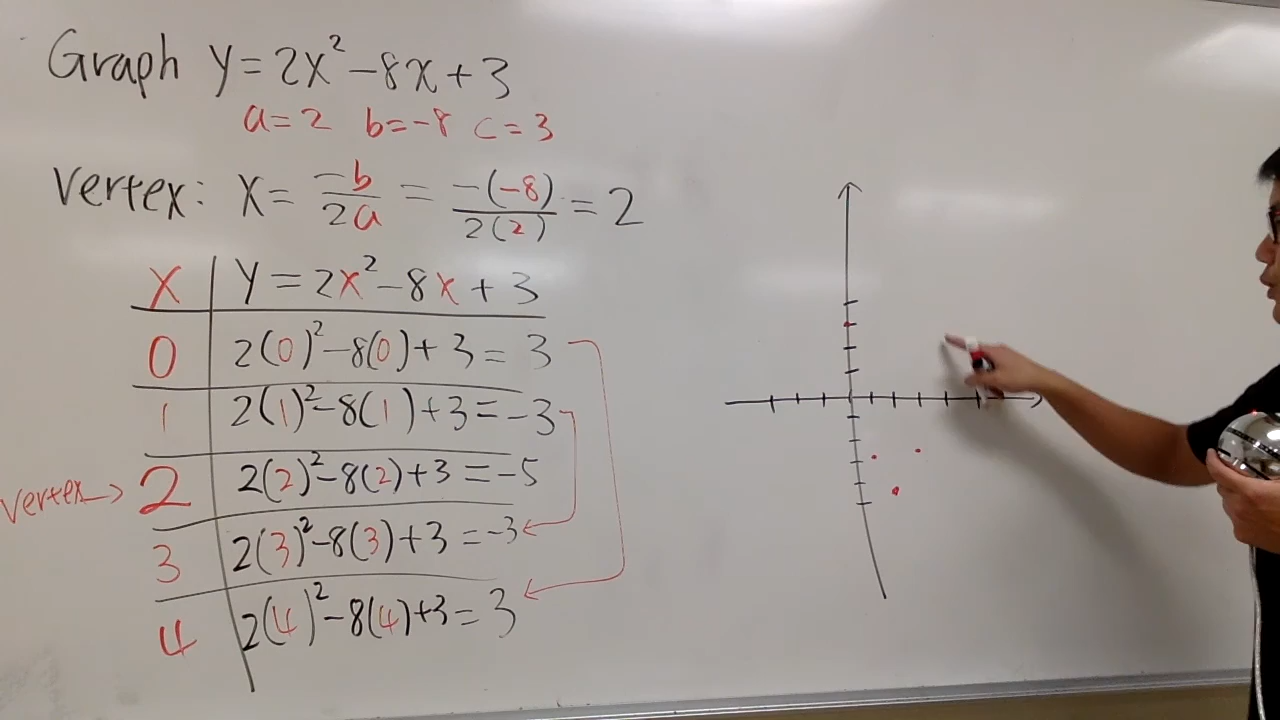 Graph y=2x²-8x+3
a=2 b=-8 c=3
Vertex: x= -b/2a = -(-8)/2(2) = 2
x | y=2x²-8x+3
0 | 2(0)²-8(0)+3=3
1 | 2(1)²-8(1)+3=-3
vertex→ 2 | 2(2)²-8(2)+3=-5
3 | 2(3)²-8(3)+3=-3
4 | 2(4)²-8(4)+3=3